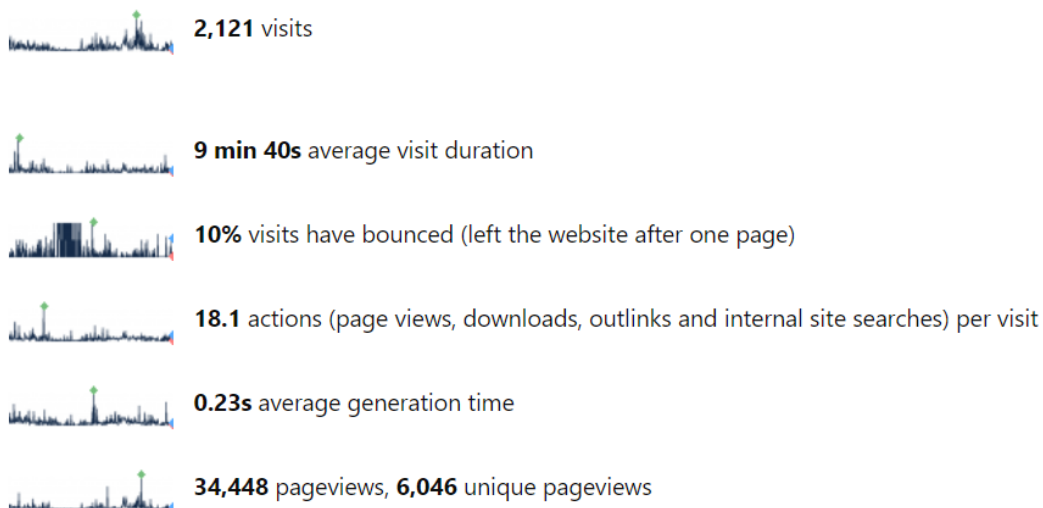 2,121 visits
9 min 40s average visit duration
10% visits have bounced (left the website after one page)
18.1 actions (page views, downloads, outlinks and internal site searches) per visit
0.23s average generation time
34,448 pageviews, 6,046 unique pageviews